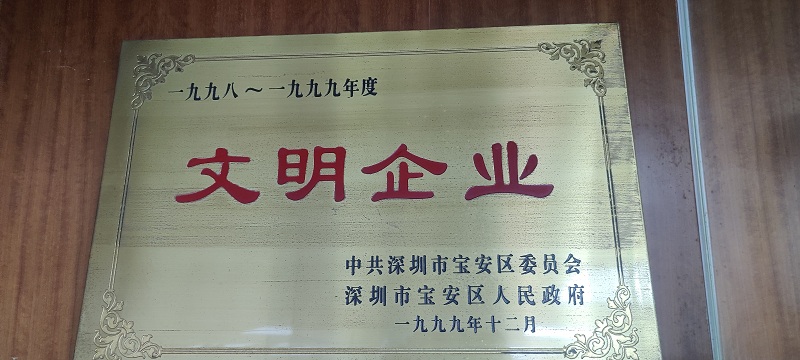 一九九八～一九九九年度
文明企业
中共深圳市宝安区委员会
深圳市宝安区人民政府
一九九九年十二月